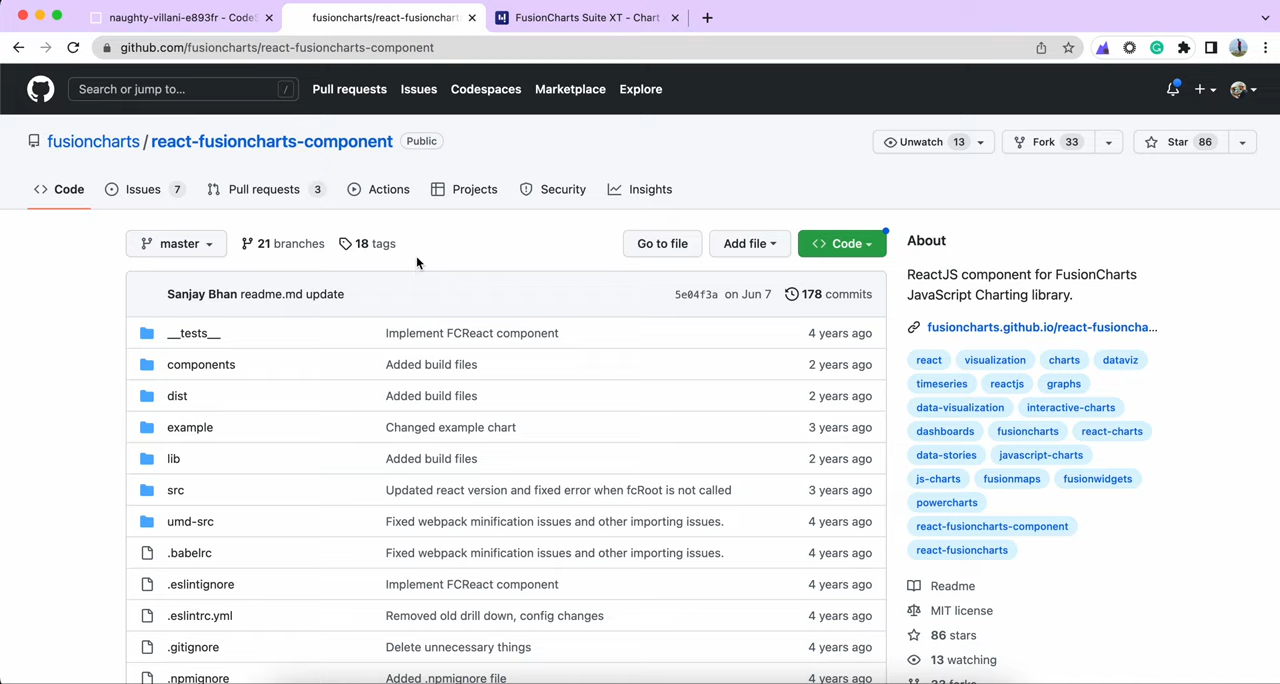 naughty-villani-e893fr - Code
fusioncharts/react-fusionchart
FusionCharts Suite XT - Chart
github.com/fusioncharts/react-fusioncharts-component
Search or jump to... /
Pull requests
Issues
Codespaces
Marketplace
Explore
fusioncharts / react-fusioncharts-component Public
Unwatch 13
Fork 33
Star 86
Code
Issues 7
Pull requests 3
Actions
Projects
Security
Insights
master
21 branches
18 tags
Go to file
Add file
Code
Sanjay Bhan readme.md update 5e04f3a on Jun 7 178 commits
__tests__ Implement FCReact component 4 years ago
components Added build files 2 years ago
dist Added build files 2 years ago
example Changed example chart 3 years ago
lib Added build files 2 years ago
src Updated react version and fixed error when fcRoot is not called 3 years ago
umd-src Fixed webpack minification issues and other importing issues. 4 years ago
.babelrc Fixed webpack minification issues and other importing issues. 4 years ago
.eslintignore Implement FCReact component 4 years ago
.eslintrc.yml Removed old drill down, config changes 4 years ago
.gitignore Delete unnecessary things 4 years ago
.npmignore Added .npmignore file 4 years ago
About
ReactJS component for FusionCharts
JavaScript Charting library.
fusioncharts.github.io/react-fusioncha...
react visualization charts dataviz
timeseries reactjs graphs
data-visualization interactive-charts
dashboards fusioncharts react-charts
data-stories javascript-charts
js-charts fusionmaps fusionwidgets
powercharts
react-fusioncharts-component
react-fusioncharts
Readme
MIT license
86 stars
13 watching
33 forks